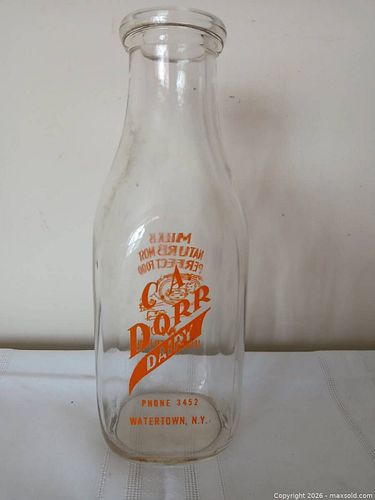 MILK
NATURE'S MOST
PERFECT FOOD
C A
DORR
DAIRY
PHONE 3452
WATERTOWN, N.Y.
Copyright 2026 - maxsold.com